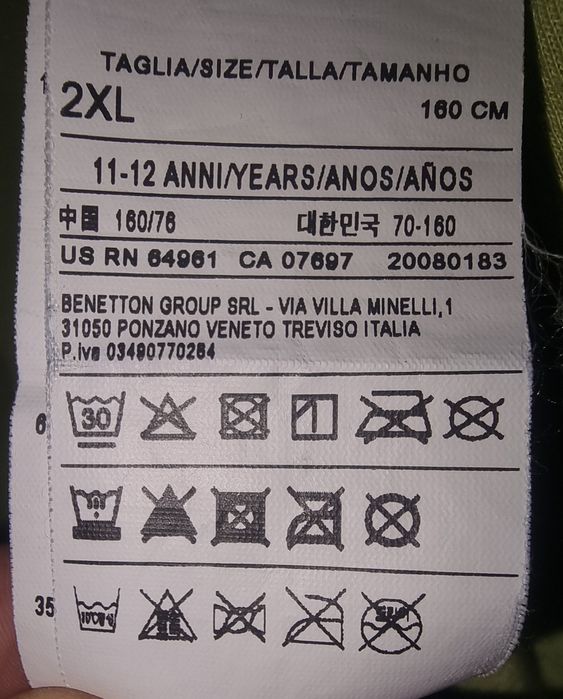 TAGLIA/SIZE/TALLA/TAMANHO
2XL 160 CM
11-12 ANNI/YEARS/ANOS/AÑOS
中国 160/76 대한민국 70-160
US RN 64961 CA 07697 20080183
BENETTON GROUP SRL - VIA VILLA MINELLI,1
31050 PONZANO VENETO TREVISO ITALIA
P.iva 03490770264
6 30
35